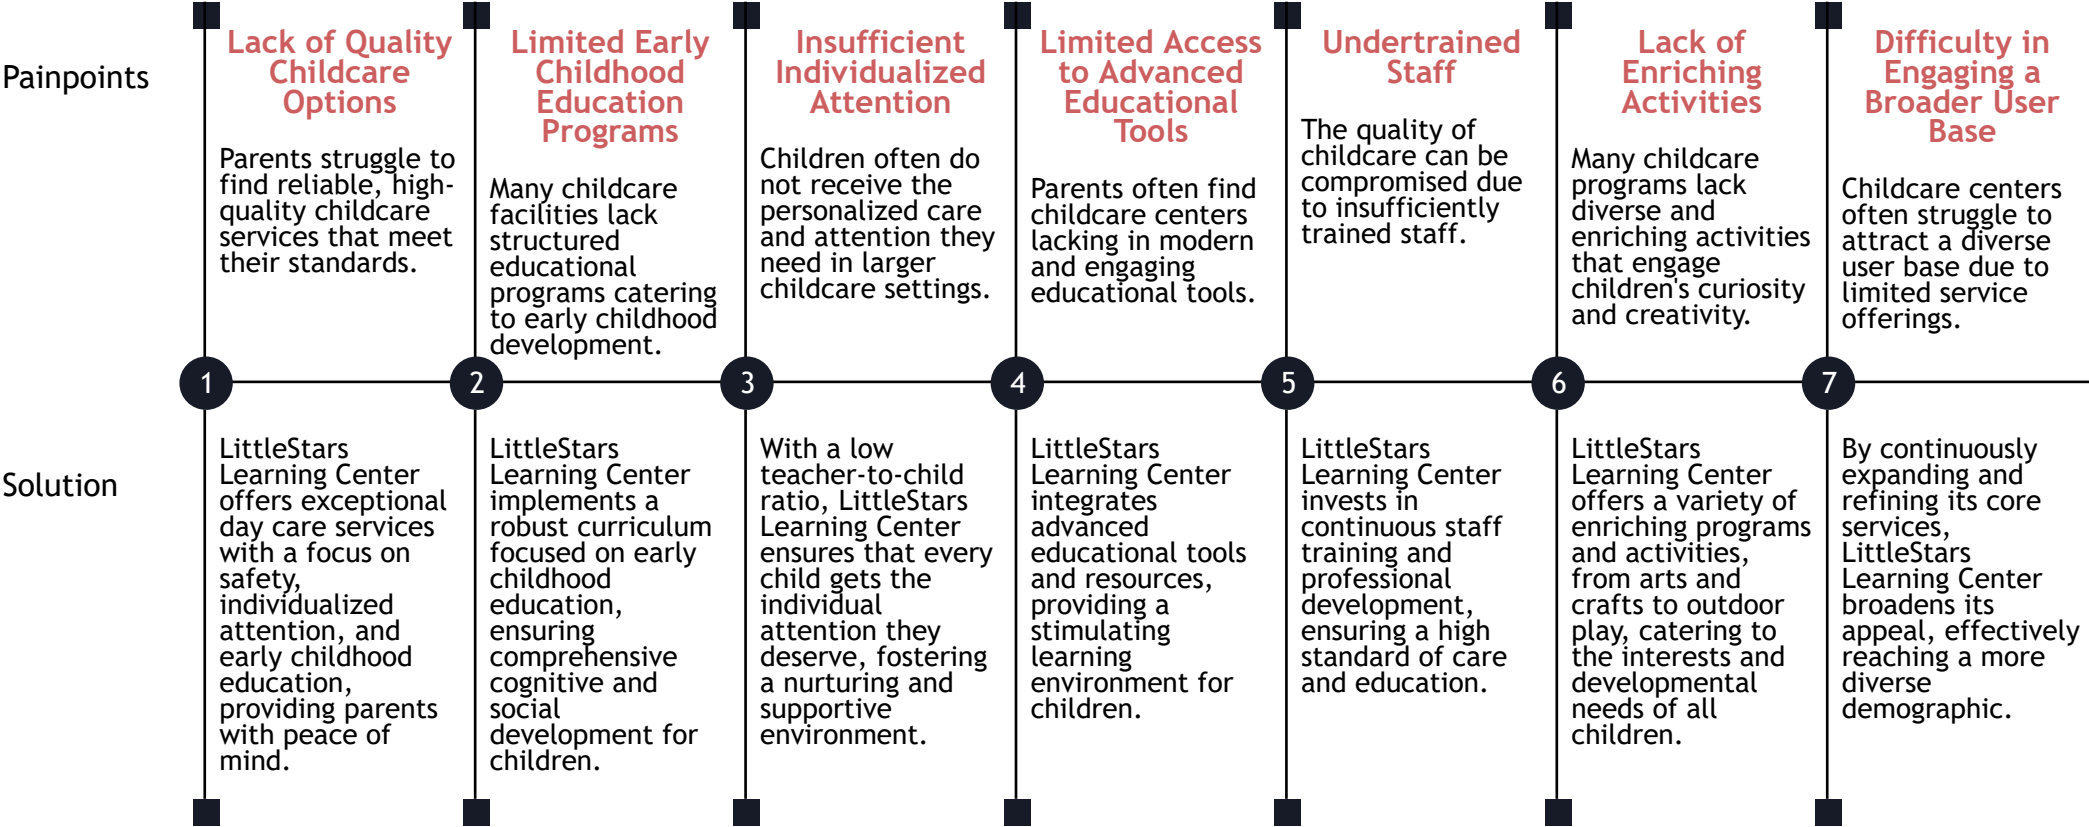 Painpoints
Lack of Quality
Childcare
Options
Parents struggle to
find reliable, high-
quality childcare
services that meet
their standards.
Limited Early
Childhood
Education
Programs
Many childcare
facilities lack
structured
educational
programs catering
to early childhood
development.
Insufficient
Individualized
Attention
Children often do
not receive the
personalized care
and attention they
need in larger
childcare settings.
Limited Access
to Advanced
Educational
Tools
Parents often find
childcare centers
lacking in modern
and engaging
educational tools.
Undertrained
Staff
The quality of
childcare can be
compromised due
to insufficiently
trained staff.
Lack of
Enriching
Activities
Many childcare
programs lack
diverse and
enriching activities
that engage
children's curiosity
and creativity.
Difficulty in
Engaging a
Broader User
Base
Childcare centers
often struggle to
attract a diverse
user base due to
limited service
offerings.
1
2
3
4
5
6
7
Solution
LittleStars
Learning Center
offers exceptional
day care services
with a focus on
safety,
individualized
attention, and
early childhood
education,
providing parents
with peace of
mind.
LittleStars
Learning Center
implements a
robust curriculum
focused on early
childhood
education,
ensuring
comprehensive
cognitive and
social
development for
children.
With a low
teacher-to-child
ratio, LittleStars
Learning Center
ensures that every
child gets the
individual
attention they
deserve, fostering
a nurturing and
supportive
environment.
LittleStars
Learning Center
integrates
advanced
educational tools
and resources,
providing a
stimulating
learning
environment for
children.
LittleStars
Learning Center
invests in
continuous staff
training and
professional
development,
ensuring a high
standard of care
and education.
LittleStars
Learning Center
offers a variety of
enriching programs
and activities,
from arts and
crafts to outdoor
play, catering to
the interests and
developmental
needs of all
children.
By continuously
expanding and
refining its core
services,
LittleStars
Learning Center
broadens its
appeal, effectively
reaching a more
diverse
demographic.